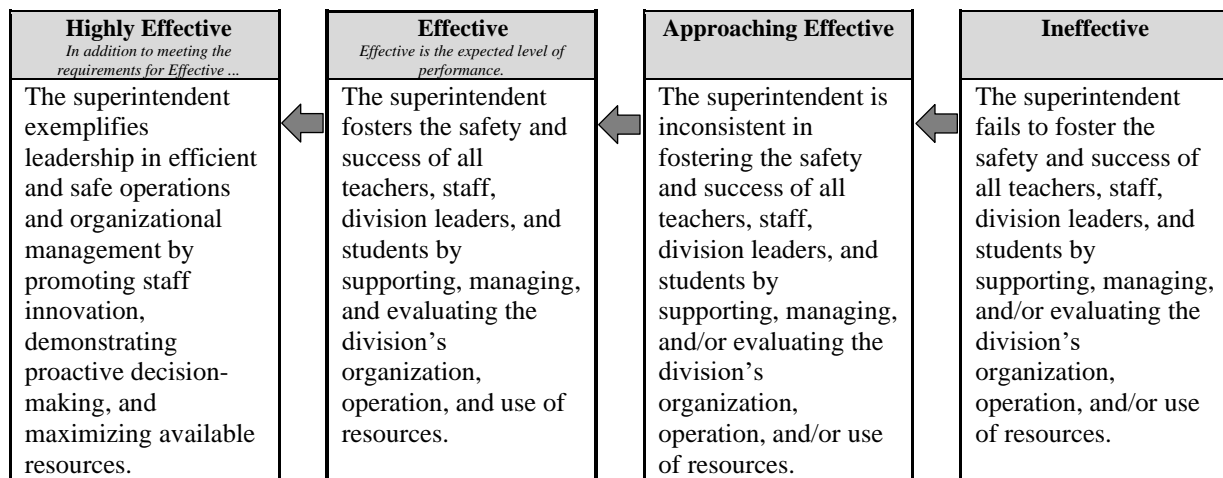 Highly Effective
In addition to meeting the
requirements for Effective ...
The superintendent
exemplifies
leadership in efficient
and safe operations
and organizational
management by
promoting staff
innovation,
demonstrating
proactive decision-
making, and
maximizing available
resources.
Effective
Effective is the expected level of
performance.
The superintendent
fosters the safety and
success of all
teachers, staff,
division leaders, and
students by
supporting, managing,
and evaluating the
division’s
organization,
operation, and use of
resources.
Approaching Effective
The superintendent is
inconsistent in
fostering the safety
and success of all
teachers, staff,
division leaders, and
students by
supporting, managing,
and/or evaluating the
division’s
organization,
operation, and/or use
of resources.
Ineffective
The superintendent
fails to foster the
safety and success of
all teachers, staff,
division leaders, and
students by
supporting, managing,
and/or evaluating the
division’s
organization,
operation, and/or use
of resources.